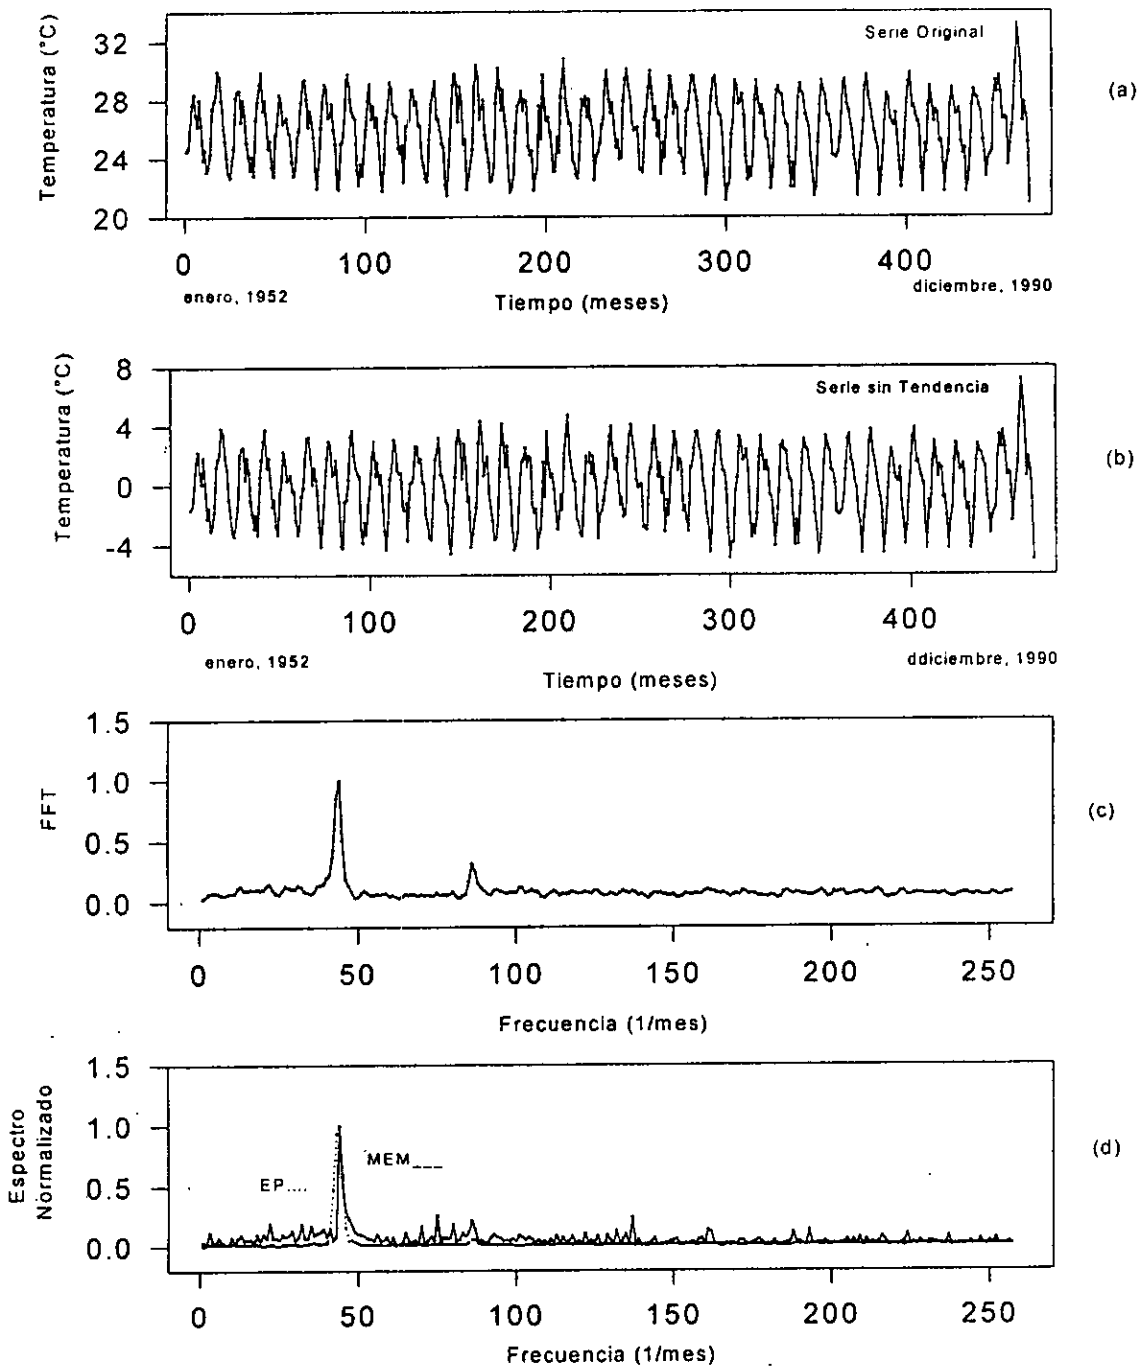 Serie Original
(a)
Temperatura (°C)
32
28
24
20
0 100 200 300 400
enero, 1952
Tiempo (meses)
diciembre, 1990
Serie sin Tendencia
(b)
Temperatura (°C)
8
4
0
-4
0 100 200 300 400
enero, 1952
Tiempo (meses)
ddiciembre, 1990
(c)
FFT
1.5
1.0
0.5
0.0
0 50 100 150 200 250
Frecuencia (1/mes)
(d)
Espectro
Normalizado
1.5
1.0
0.5
0.0
EP....
MEM___
0 50 100 150 200 250
Frecuencia (1/mes)